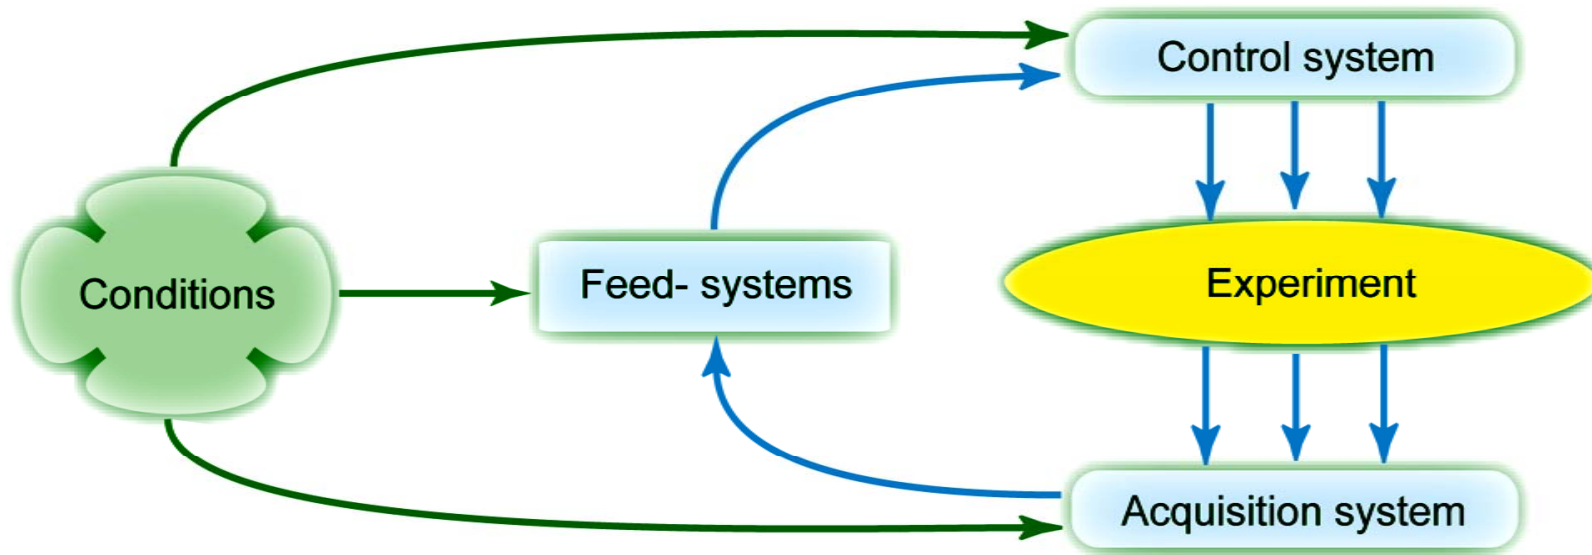 Control system
Conditions
Feed- systems
Experiment
Acquisition system